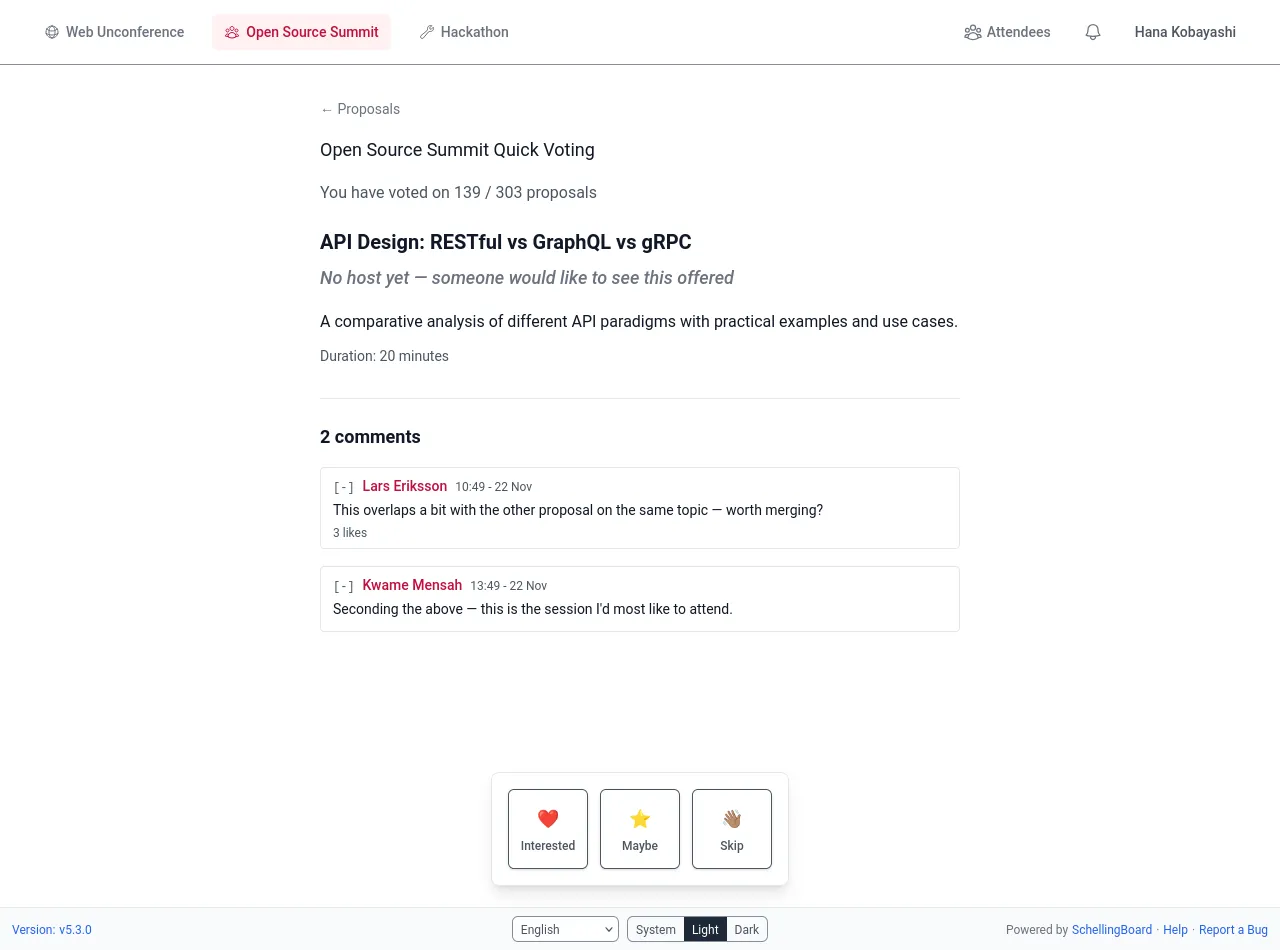 Web Unconference
Open Source Summit
Hackathon
Attendees
Hana Kobayashi
← Proposals
Open Source Summit Quick Voting
You have voted on 139 / 303 proposals
API Design: RESTful vs GraphQL vs gRPC
No host yet — someone would like to see this offered
A comparative analysis of different API paradigms with practical examples and use cases.
Duration: 20 minutes
2 comments
[-] Lars Eriksson 10:49 - 22 Nov
This overlaps a bit with the other proposal on the same topic — worth merging?
3 likes
[-] Kwame Mensah 13:49 - 22 Nov
Seconding the above — this is the session I'd most like to attend.
Interested
Maybe
Skip
Version: v5.3.0
English
System Light Dark
Powered by SchellingBoard · Help · Report a Bug